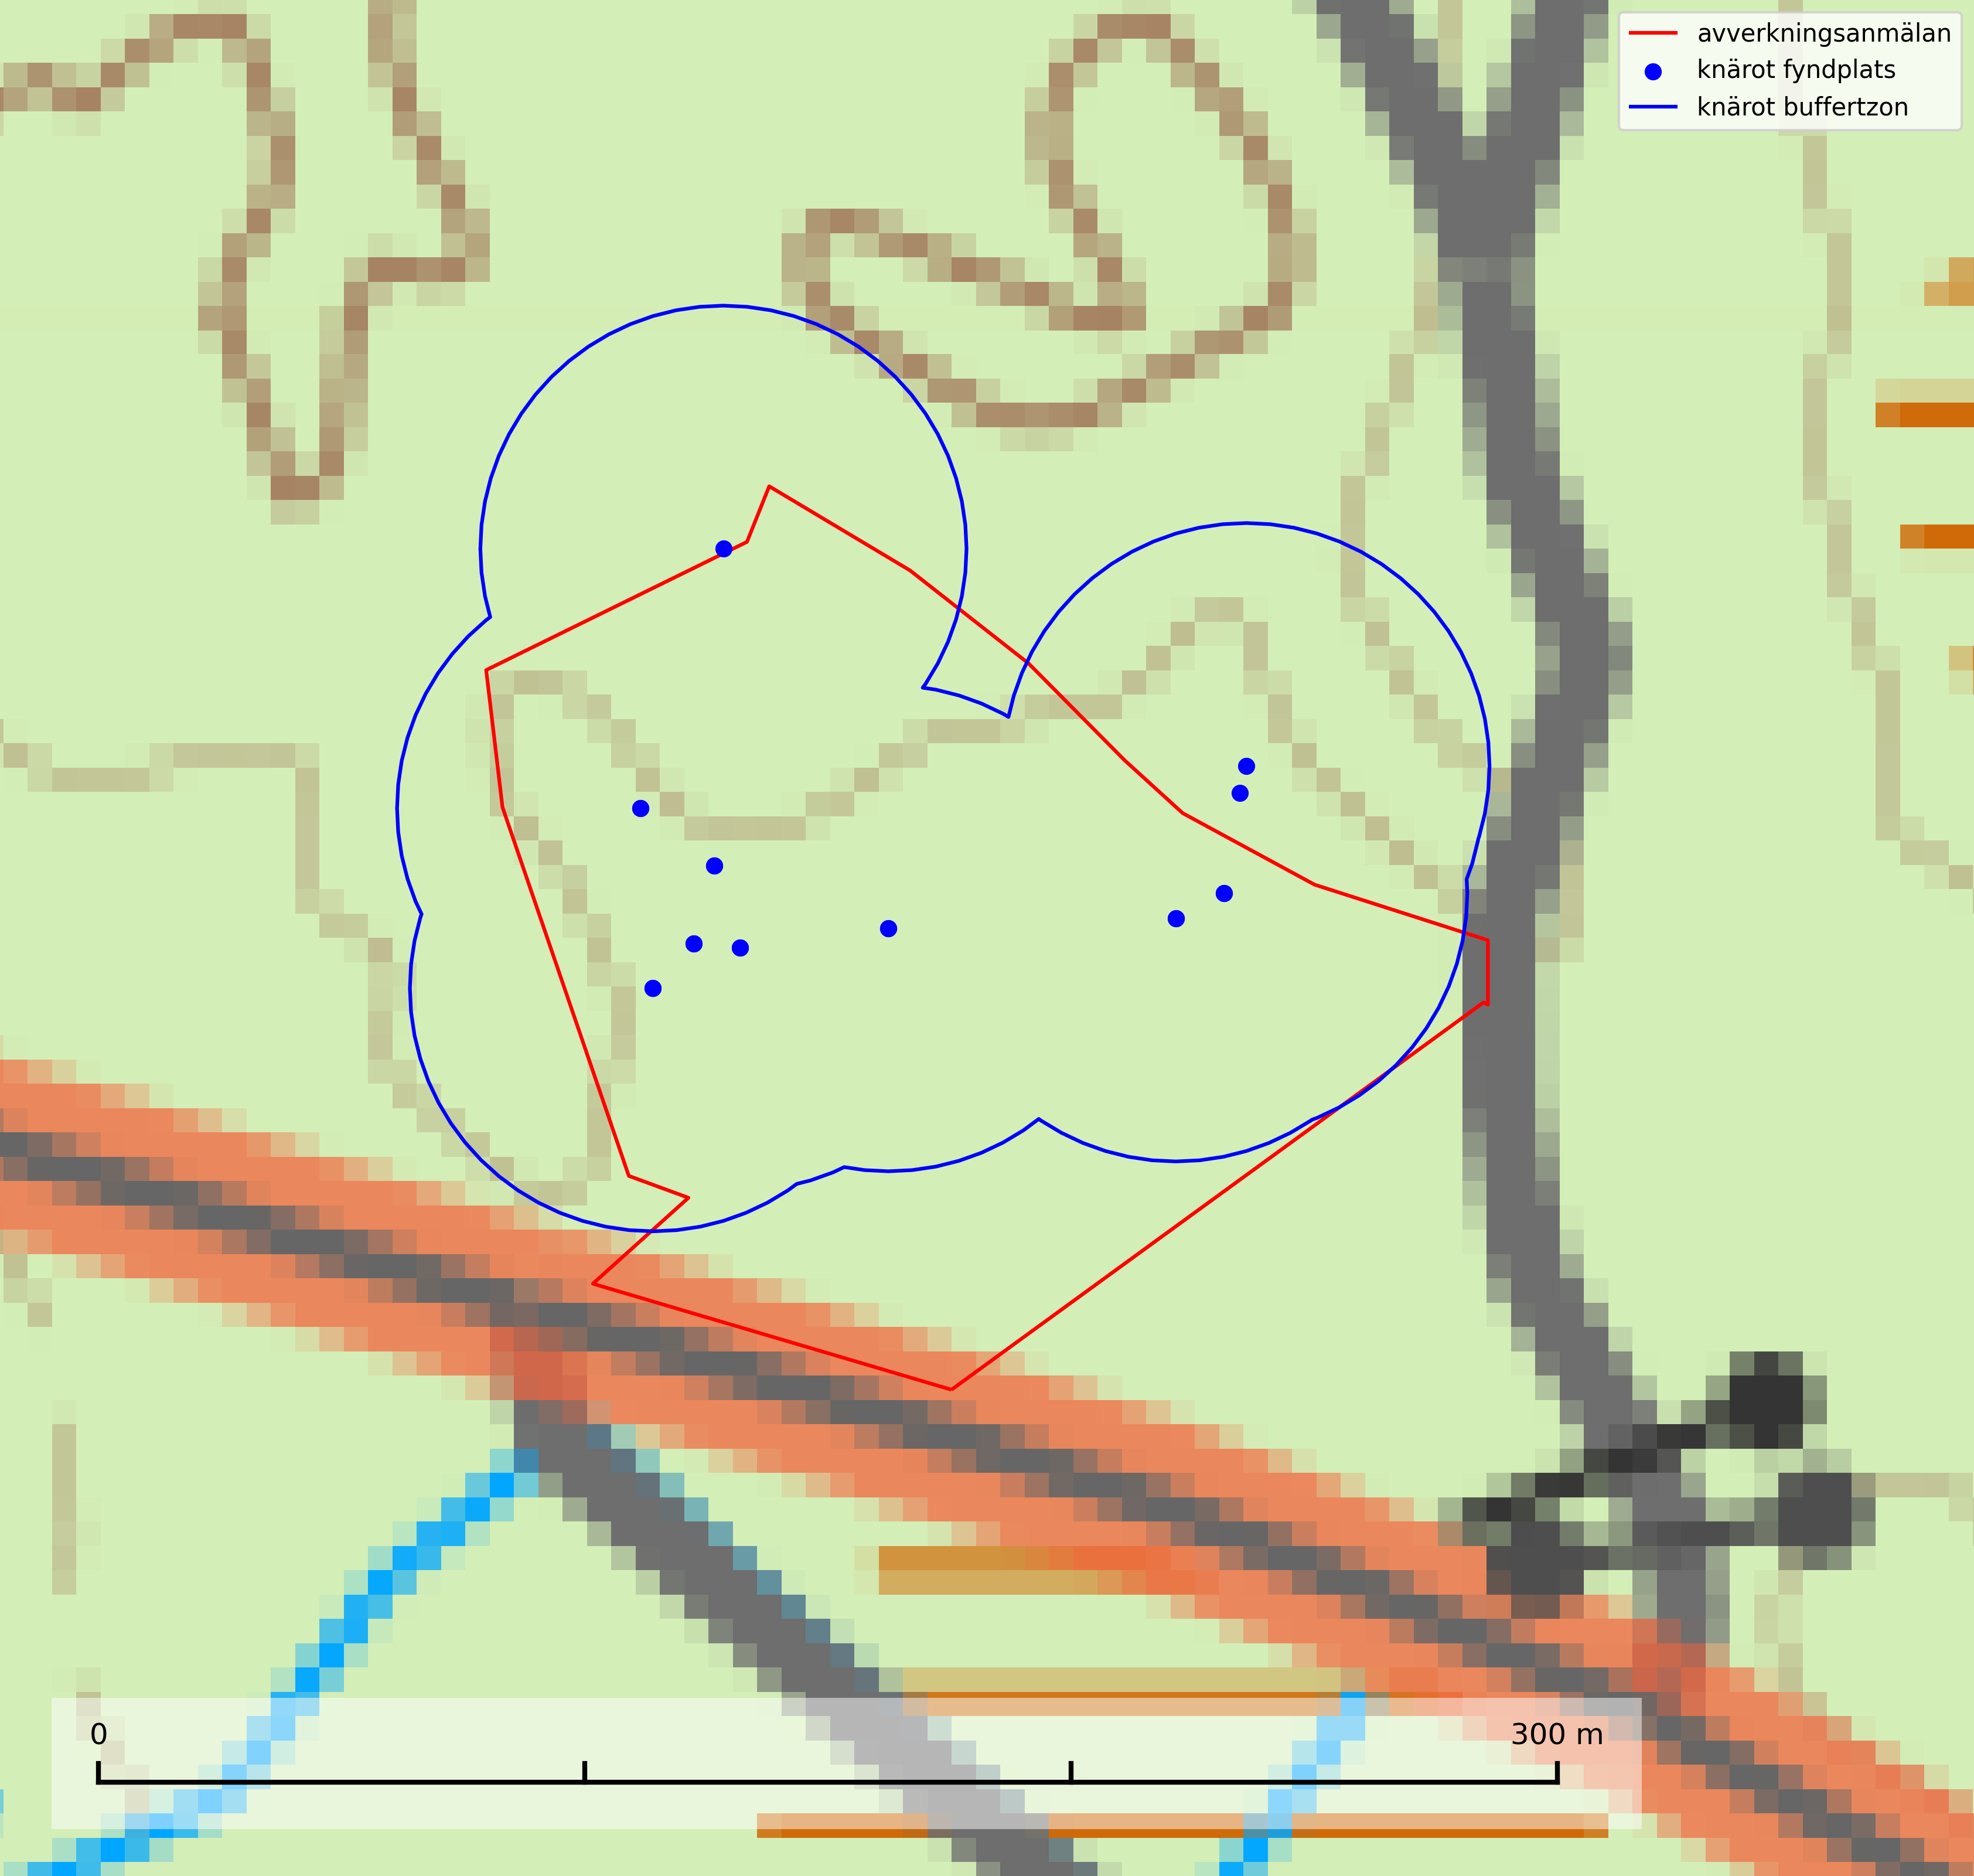 avverkningsanmälan
knärot fyndplats
knärot buffertzon
0
300 m